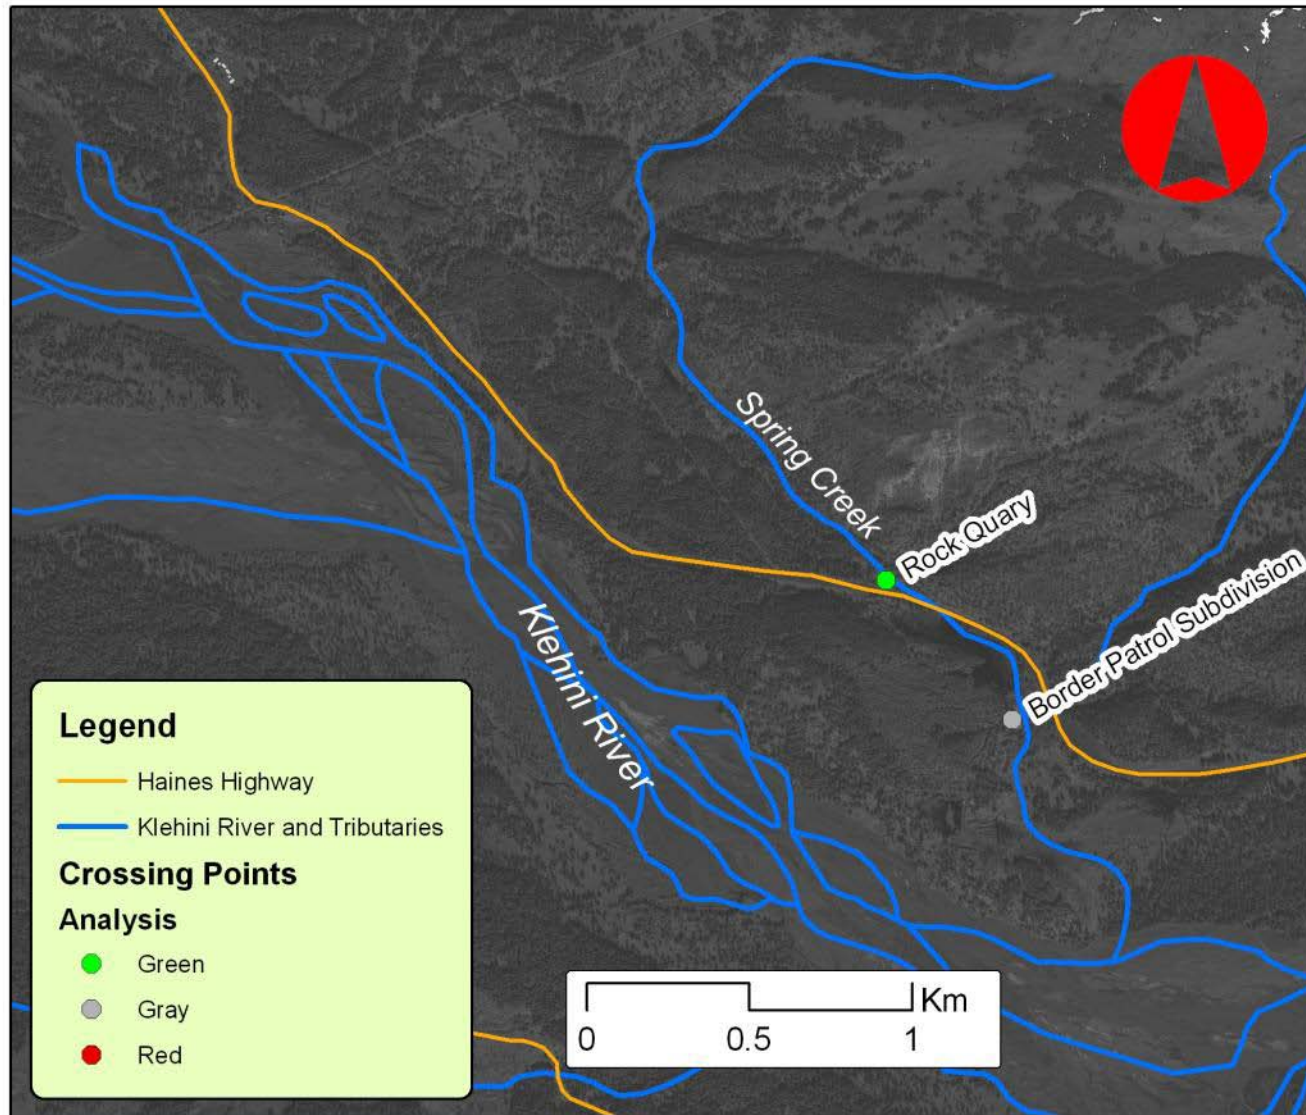 Spring Creek
Rock Quary
Border Patrol Subdivision
Klehini River
Legend
Haines Highway
Klehini River and Tributaries
Crossing Points
Analysis
Green
Gray
Red
Km
0 0.5 1